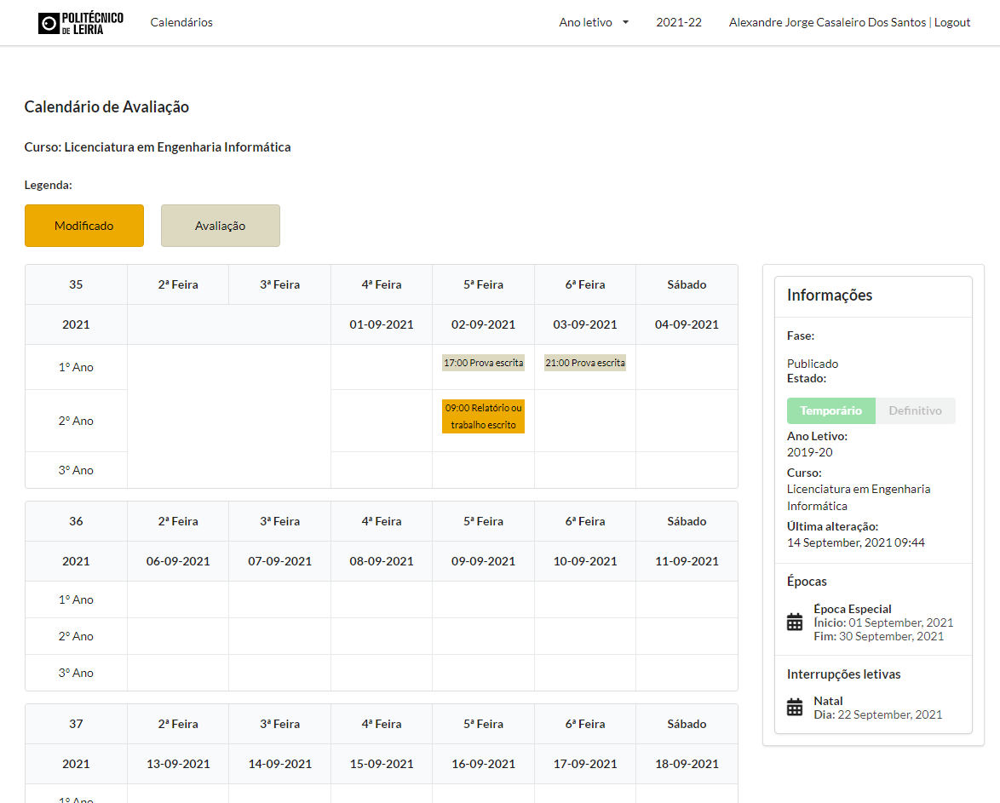 POLITÉCNICO
DE LEIRIA
Calendários
Ano letivo
2021-22
Alexandre Jorge Casaleiro Dos Santos | Logout
Calendário de Avaliação
Curso: Licenciatura em Engenharia Informática
Legenda:
Modificado
Avaliação
35 2ª Feira 3ª Feira 4ª Feira 5ª Feira 6ª Feira Sábado
2021 01-09-2021 02-09-2021 03-09-2021 04-09-2021
1º Ano 17:00 Prova escrita 21:00 Prova escrita
2º Ano 09:00 Relatório ou
trabalho escrito
3º Ano
36 2ª Feira 3ª Feira 4ª Feira 5ª Feira 6ª Feira Sábado
2021 06-09-2021 07-09-2021 08-09-2021 09-09-2021 10-09-2021 11-09-2021
1º Ano
2º Ano
3º Ano
37 2ª Feira 3ª Feira 4ª Feira 5ª Feira 6ª Feira Sábado
2021 13-09-2021 14-09-2021 15-09-2021 16-09-2021 17-09-2021 18-09-2021
1º Ano
Informações
Fase:
Publicado
Estado:
Temporário Definitivo
Ano Letivo:
2019-20
Curso:
Licenciatura em Engenharia
Informática
Última alteração:
14 September, 2021 09:44
Épocas
Época Especial
Ínicio: 01 September, 2021
Fim: 30 September, 2021
Interrupções letivas
Natal
Dia: 22 September, 2021